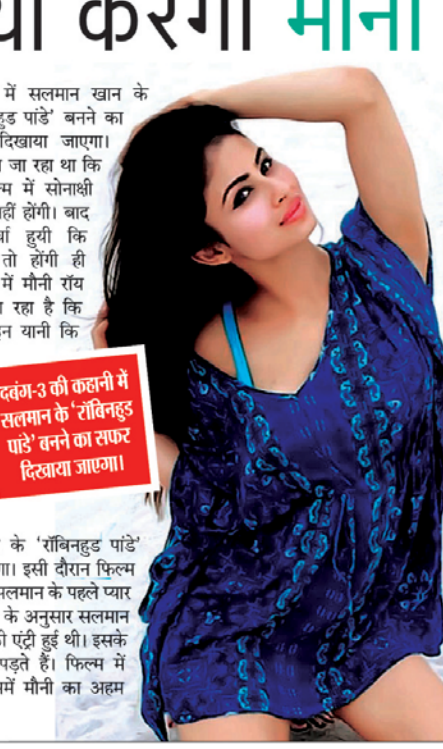 करेगी मौनी
में सलमान खान के
पांडे' बनने का
दिखाया जाएगा।
जा रहा था कि
में सोनाक्षी
होंगी। बाद
हुयी कि
तो होंगी ही
में मौनी रॉय
रहा है कि
यानी कि
दबंग-3 की कहानी में
सलमान के 'रॉबिनहुड
पांडे' बनने का सफर
दिखाया जाएगा।
के 'रॉबिनहुड पांडे'
इसी दौरान फिल्म
सलमान के पहले प्यार
के अनुसार सलमान
एंट्री हुई थी। इसके
पड़ते हैं। फिल्म में
मौनी का अहम